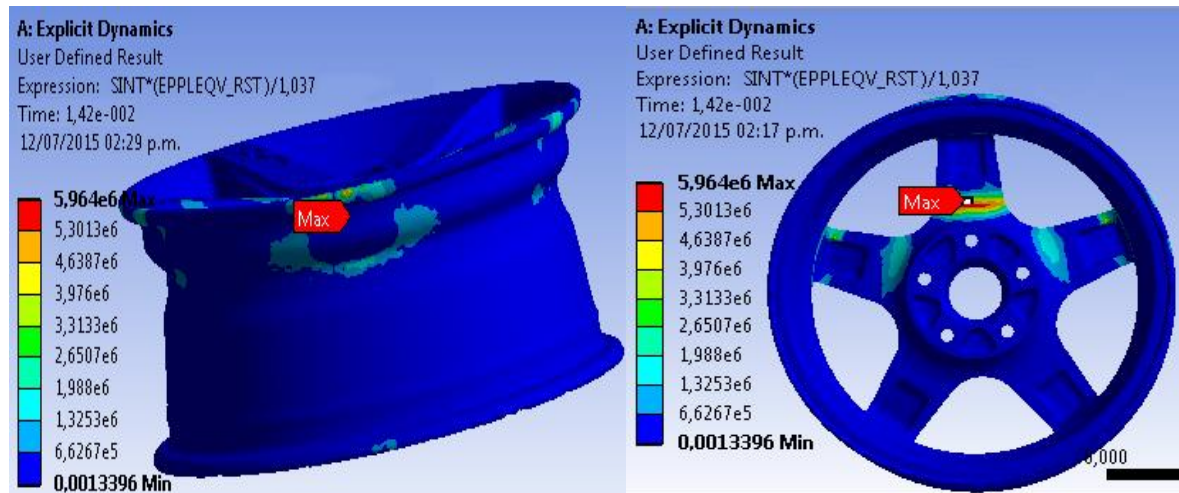 A: Explicit Dynamics
User Defined Result
Expression: SINT*(EPPLEQV_RST)/1,037
Time: 1,42e-002
12/07/2015 02:29 p.m.
5,964e6 Max
5,3013e6
4,6387e6
3,976e6
3,3133e6
2,6507e6
1,988e6
1,3253e6
6,6267e5
0,0013396 Min
Max
A: Explicit Dynamics
User Defined Result
Expression: SINT*(EPPLEQV_RST)/1,037
Time: 1,42e-002
12/07/2015 02:17 p.m.
5,964e6 Max
5,3013e6
4,6387e6
3,976e6
3,3133e6
2,6507e6
1,988e6
1,3253e6
6,6267e5
0,0013396 Min
Max